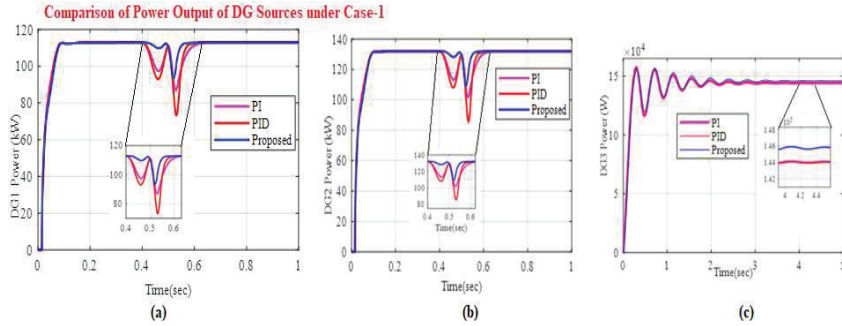 Comparison of Power Output of DG Sources under Case-1
DG1 Power (kW)
120
100
80
60
40
20
0
0
0.2
0.4
0.6
0.8
1
Time(sec)
PI
PID
Proposed
120
100
80
0.4
0.5
0.6
(a)
DG2 Power (kW)
140
120
100
80
60
40
20
0
0
0.2
0.4
0.6
0.8
1
Time(sec)
PI
PID
Proposed
140
120
100
80
0.4
0.5
0.6
Time(sec)
(b)
DG3 Power (W)
× 10⁴
15
10
5
0
0
1
2
3
4
5
Time(sec)
PI
PID
Proposed
1.48
1.46
1.44
1.42
4
4.2
4.4
(c)